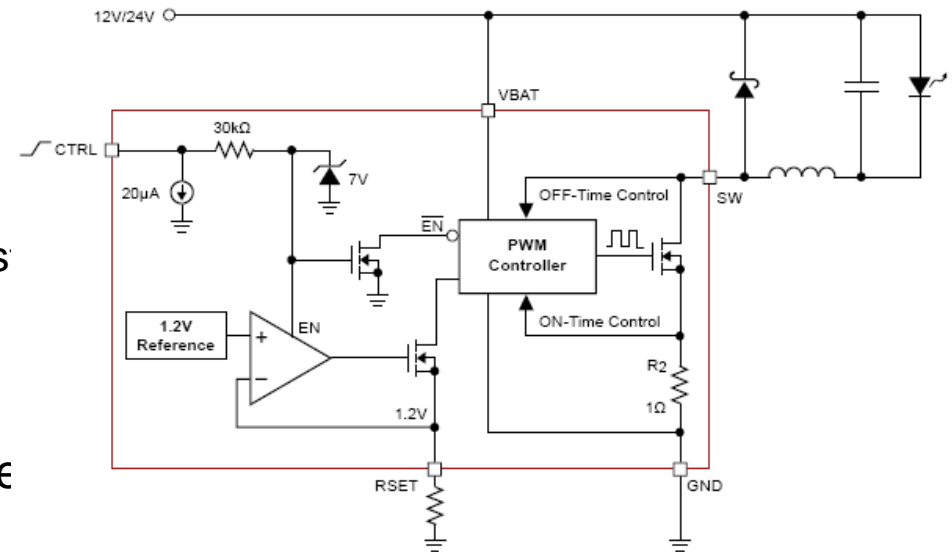 12V/24V
VBAT
30kΩ
CTRL
20µA
7V
OFF-Time Control
SW
EN
PWM
Controller
1.2V
Reference
+
EN
ON-Time Control
−
R2
1.2V
1Ω
RSET
GND